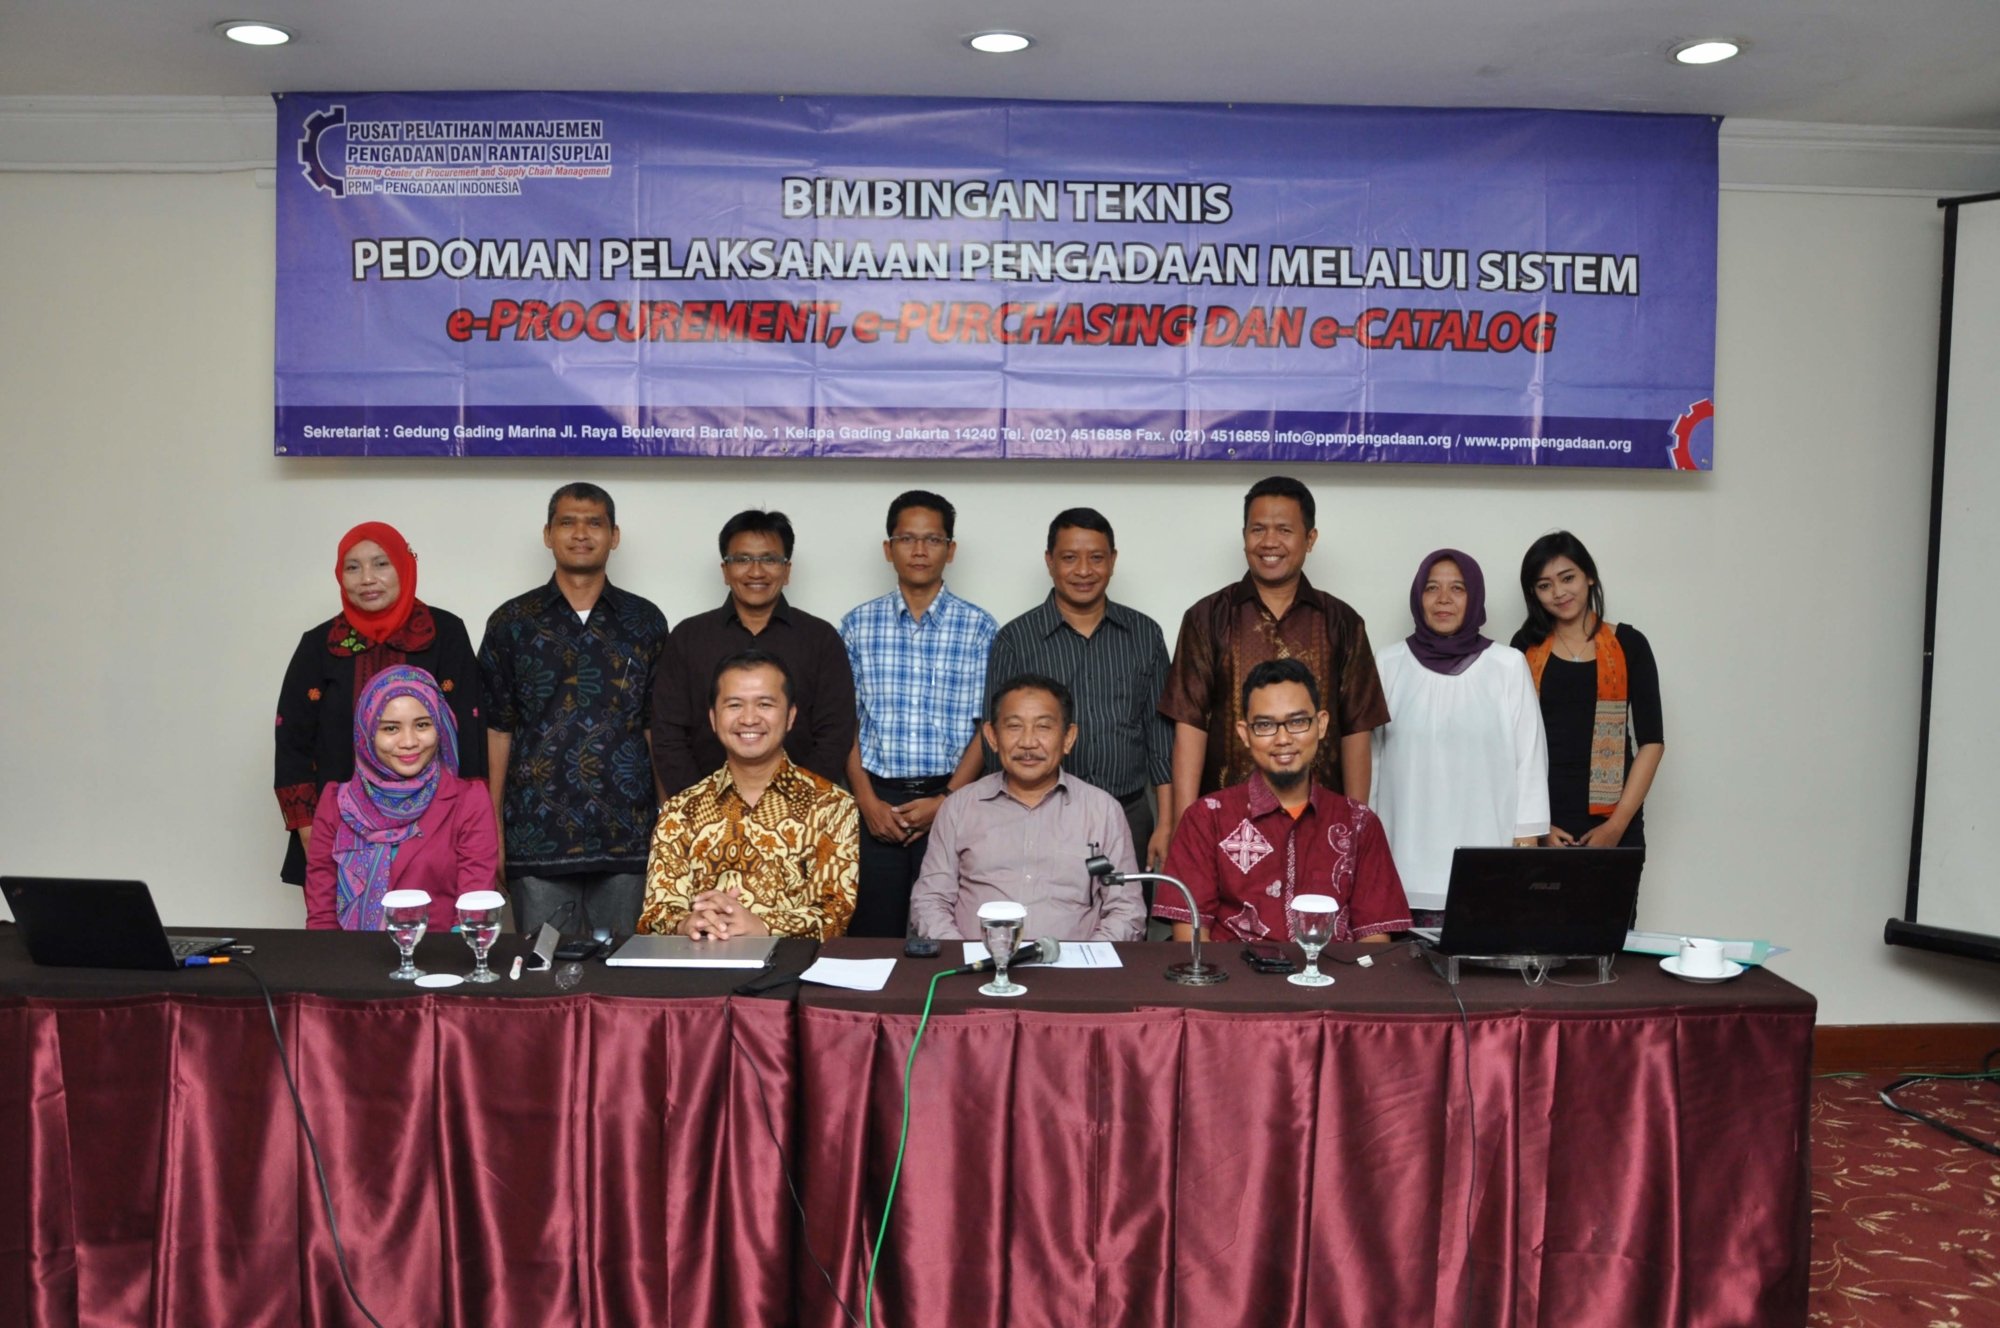 PUSAT PELATIHAN MANAJEMEN
PENGADAAN DAN RANTAI SUPLAI
Training Center of Procurement and Supply Chain Management
PPM - PENGADAAN INDONESIA
BIMBINGAN TEKNIS
PEDOMAN PELAKSANAAN PENGADAAN MELALUI SISTEM
e-PROCUREMENT, e-PURCHASING DAN e-CATALOG
Sekretariat : Gedung Gading Marina Jl. Raya Boulevard Barat No. 1 Kelapa Gading Jakarta 14240 Tel. (021) 4516858 Fax. (021) 4516859 info@ppmpengadaan.org / www.ppmpengadaan.org
ASUS